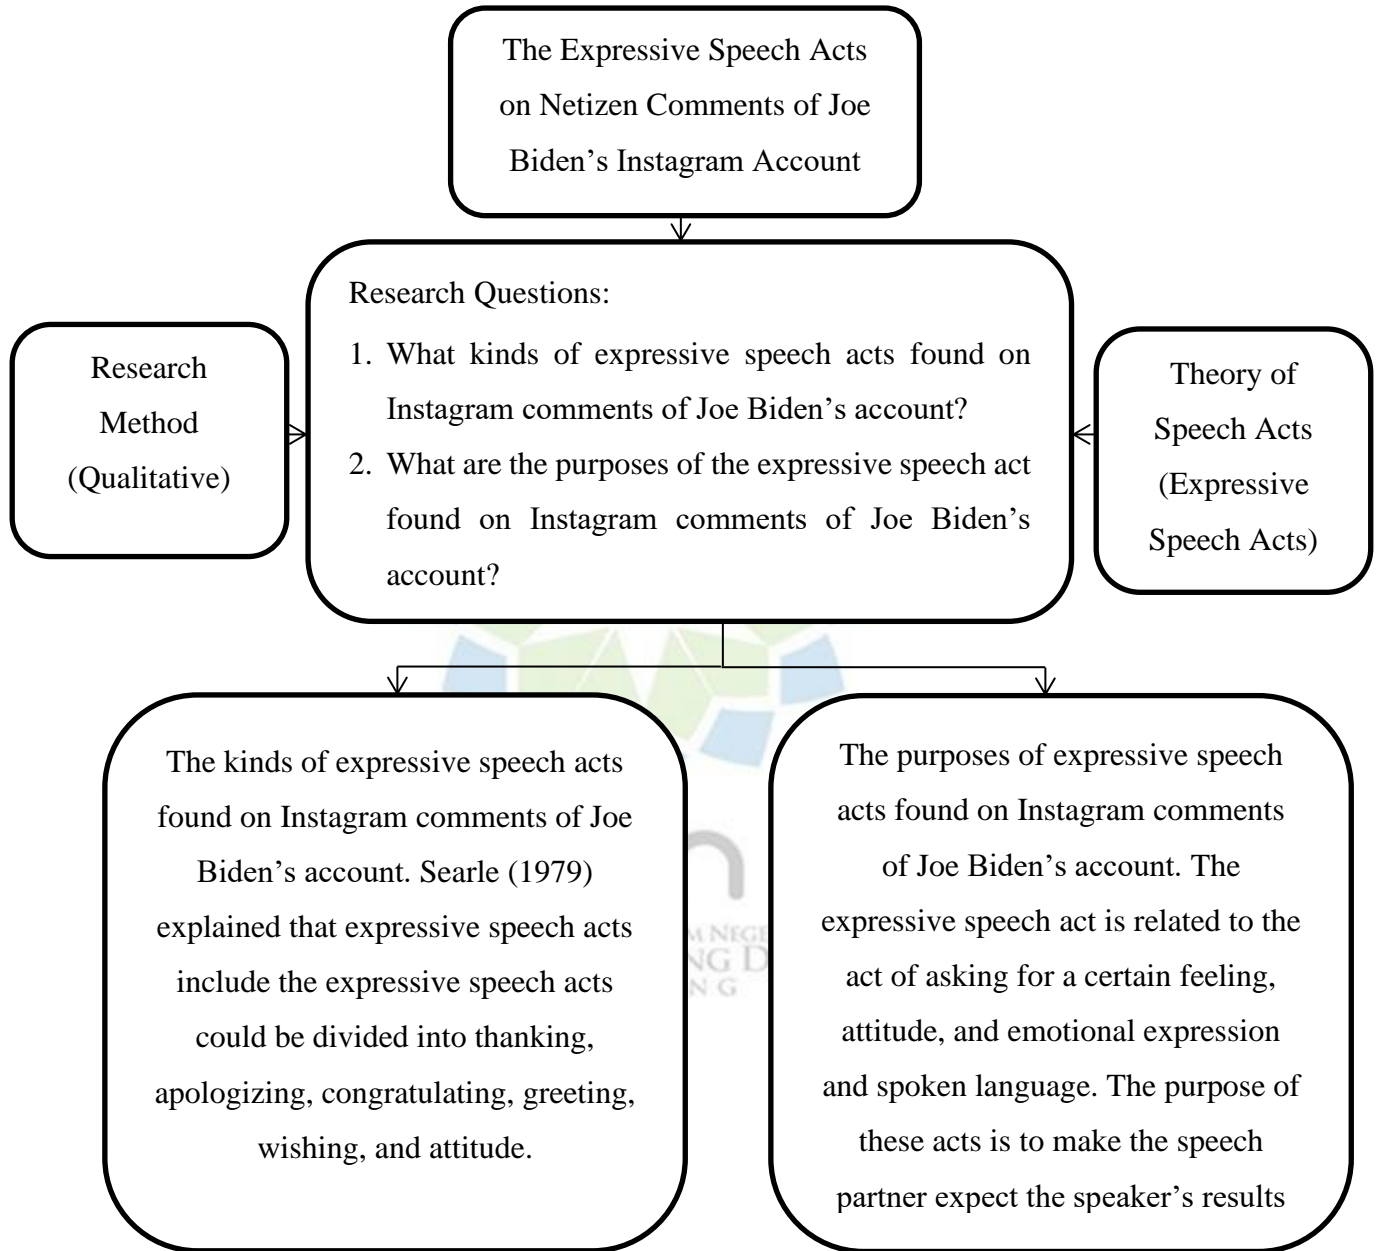 The Expressive Speech Acts
on Netizen Comments of Joe
Biden’s Instagram Account
Research
Method
(Qualitative)
Research Questions:
1. What kinds of expressive speech acts found on
Instagram comments of Joe Biden’s account?
2. What are the purposes of the expressive speech act
found on Instagram comments of Joe Biden’s
account?
Theory of
Speech Acts
(Expressive
Speech Acts)
The kinds of expressive speech acts
found on Instagram comments of Joe
Biden’s account. Searle (1979)
explained that expressive speech acts
include the expressive speech acts
could be divided into thanking,
apologizing, congratulating, greeting,
wishing, and attitude.
The purposes of expressive speech
acts found on Instagram comments
of Joe Biden’s account. The
expressive speech act is related to the
act of asking for a certain feeling,
attitude, and emotional expression
and spoken language. The purpose of
these acts is to make the speech
partner expect the speaker’s results